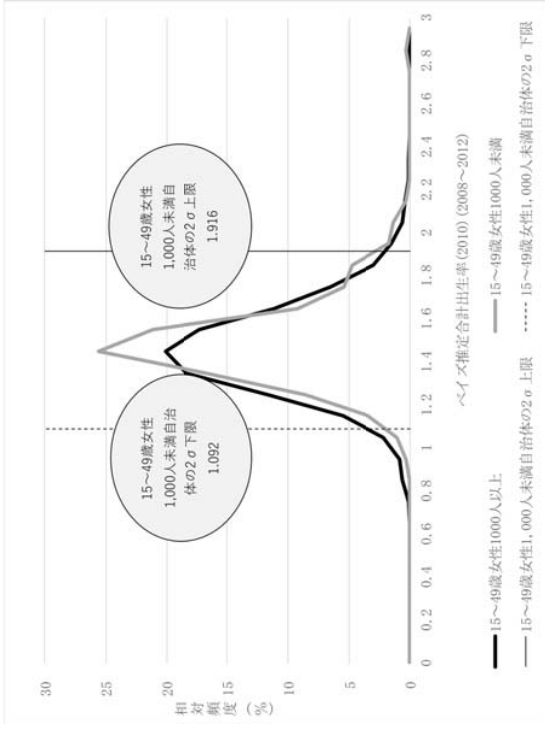 相対頻度(%)
30
25
20
15
10
5
0
15～49歳女性
1,000人未満自治
体の2σ下限
1.092
15～49歳女性
1,000人未満自
治体の2σ上限
1.916
0 0.2 0.4 0.6 0.8 1 1.2 1.4 1.6 1.8 2 2.2 2.4 2.6 2.8 3
ベイズ推定合計出生率(2010)(2008～2012)
15～49歳女性1000人以上
15～49歳女性1000人未満
15～49歳女性1,000人未満自治体の2σ上限
15～49歳女性1,000人未満自治体の2σ下限